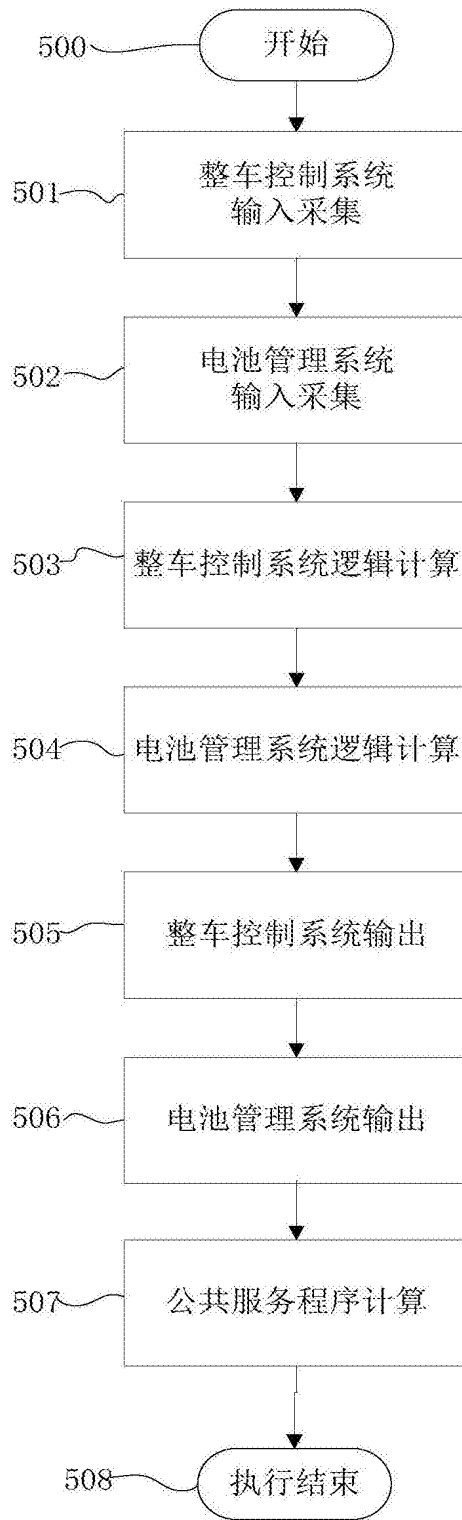 500
开始
501
整车控制系统
输入采集
502
电池管理系统
输入采集
503
整车控制系统逻辑计算
504
电池管理系统逻辑计算
505
整车控制系统输出
506
电池管理系统输出
507
公共服务程序计算
508
执行结束